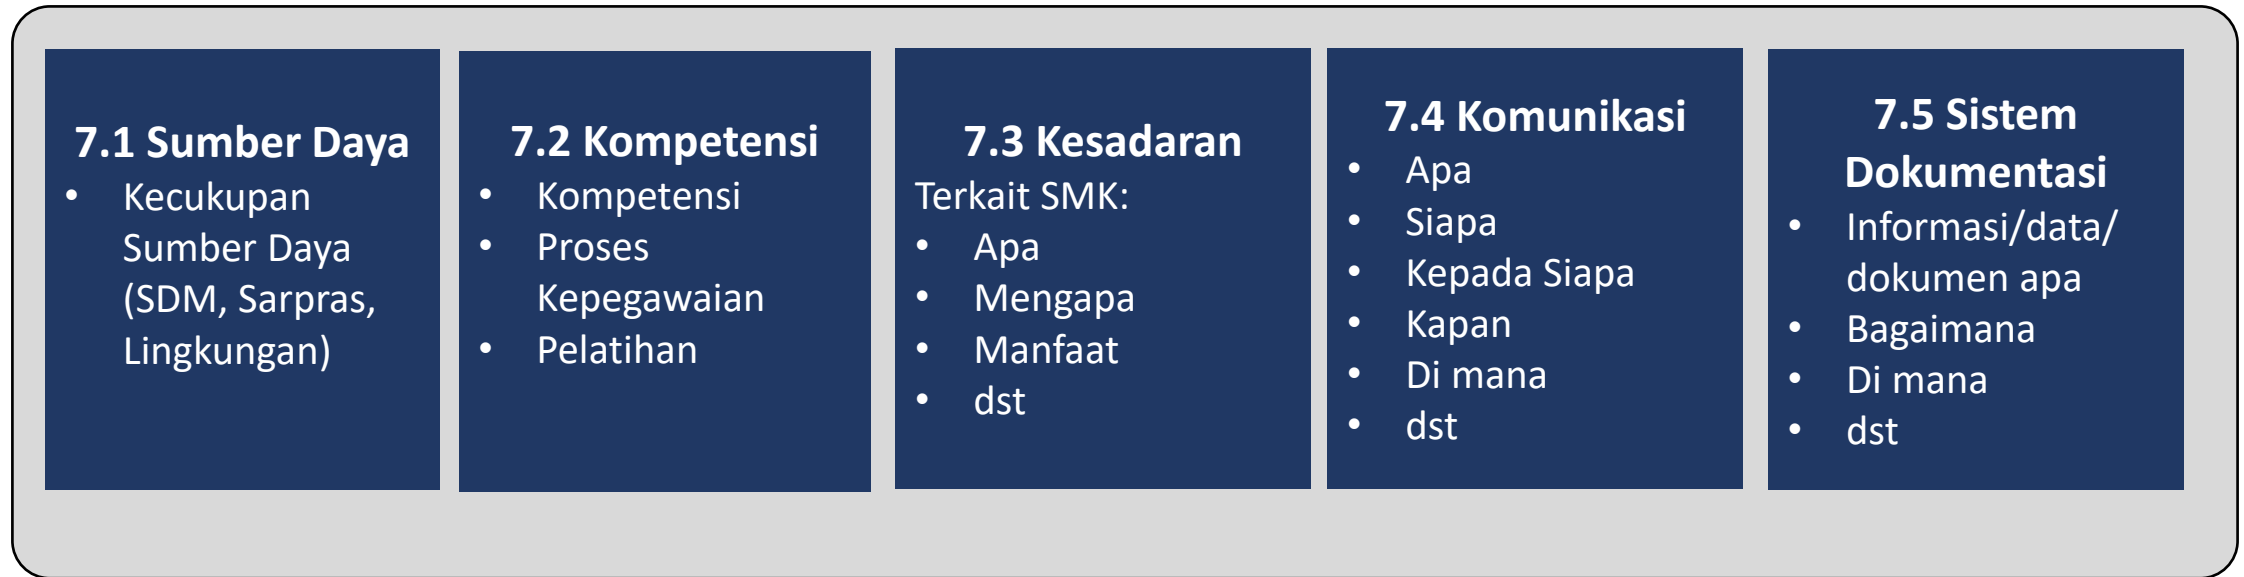 7.1 Sumber Daya
• Kecukupan
Sumber Daya
(SDM, Sarpras,
Lingkungan)
7.2 Kompetensi
• Kompetensi
• Proses
Kepegawaian
• Pelatihan
7.3 Kesadaran
Terkait SMK:
• Apa
• Mengapa
• Manfaat
• dst
7.4 Komunikasi
• Apa
• Siapa
• Kepada Siapa
• Kapan
• Di mana
• dst
7.5 Sistem
Dokumentasi
• Informasi/data/
dokumen apa
• Bagaimana
• Di mana
• dst